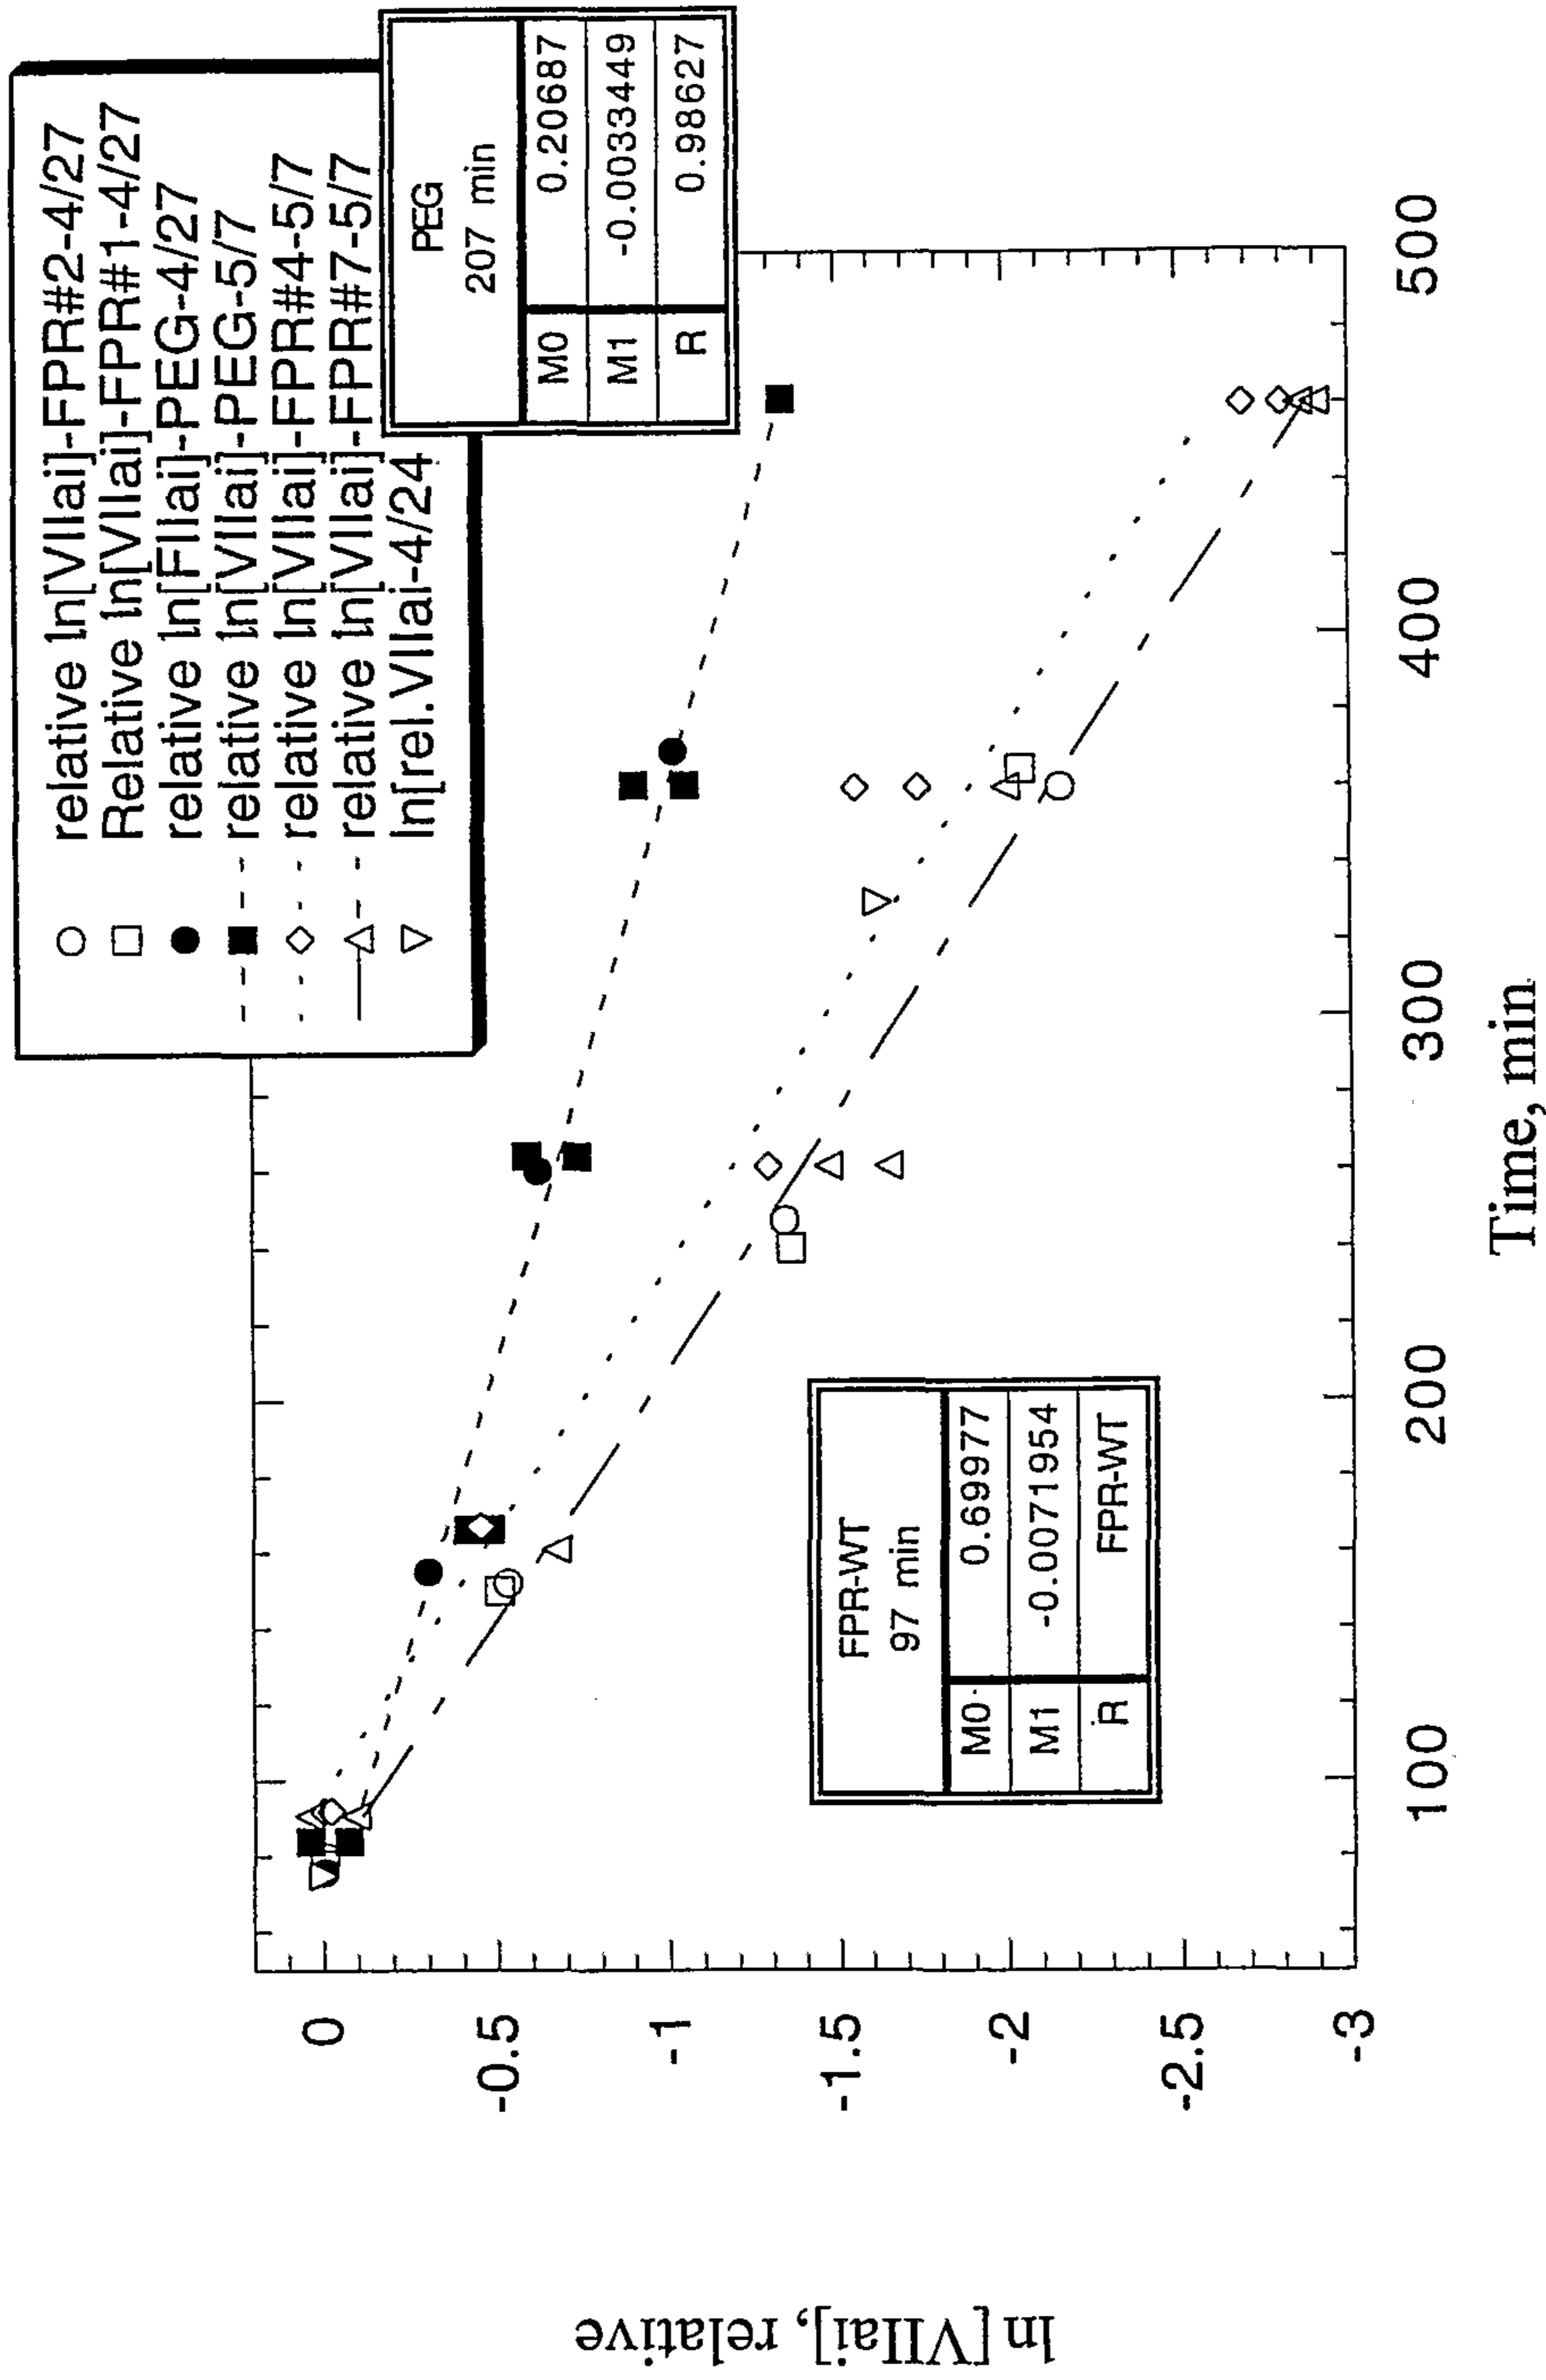 relative ln[VIIai]-FPR#2-4/27
Relative ln[VIIai]-FPR#1-4/27
relative ln[FIIai]-PEG-4/27
relative ln[VIIai]-PEG-5/7
relative ln[VIIai]-FPR#4-5/7
relative ln[VIIai]-FPR#7-5/7
ln[rel.VIIai-4/24
PEG
207 min
M0 0.20687
M1 -0.0033449
R 0.98627
FPR-WT
97 min
M0 0.69977
M1 -0.0071954
R FPR-WT
ln [VIIai], relative
0
-0.5
-1
-1.5
-2
-2.5
-3
100 200 300 400 500
Time, min